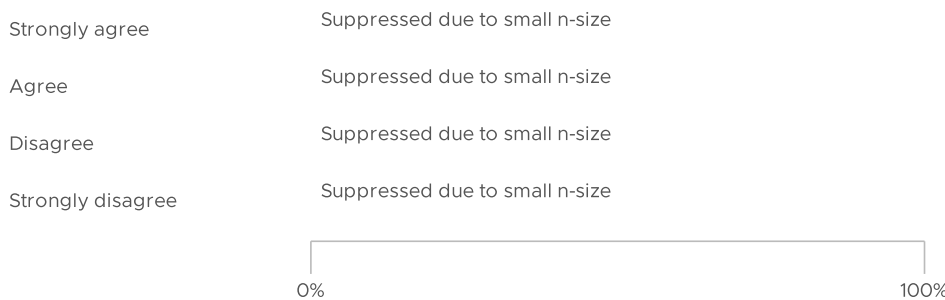 Strongly agree
Suppressed due to small n-size
Agree
Suppressed due to small n-size
Disagree
Suppressed due to small n-size
Strongly disagree
Suppressed due to small n-size
0%
100%